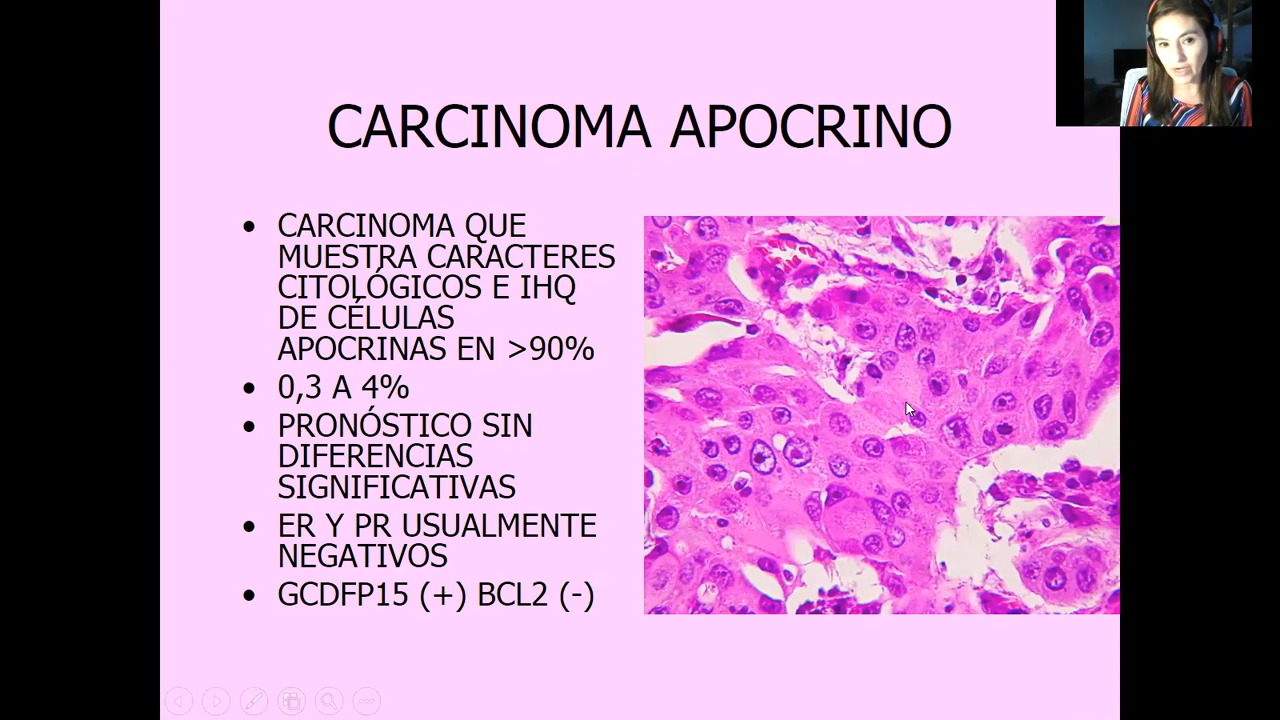 CARCINOMA APOCRINO
• CARCINOMA QUE
MUESTRA CARACTERES
CITOLÓGICOS E IHQ
DE CÉLULAS
APOCRINAS EN >90%
• 0,3 A 4%
• PRONÓSTICO SIN
DIFERENCIAS
SIGNIFICATIVAS
• ER Y PR USUALMENTE
NEGATIVOS
• GCDFP15 (+) BCL2 (-)